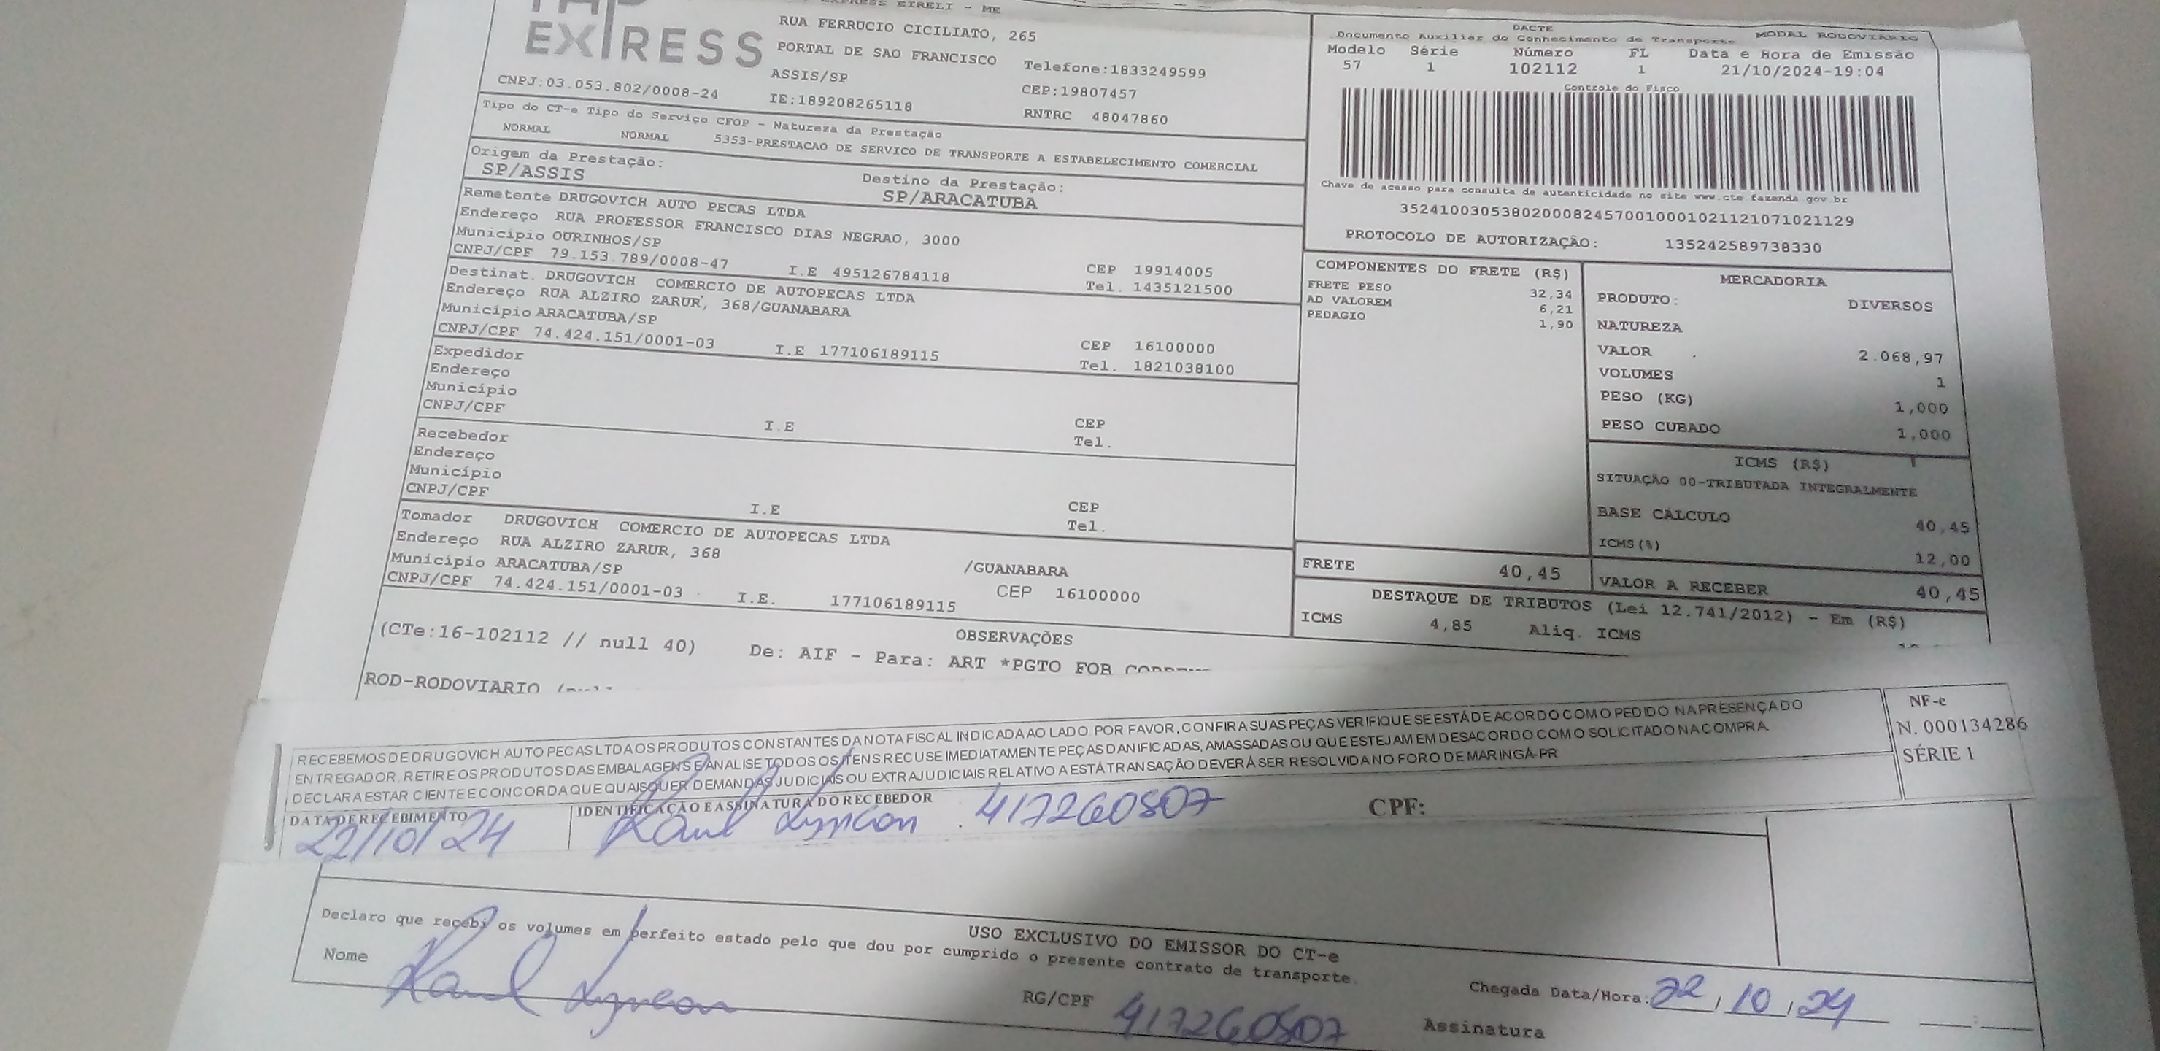 EXPRESS EIRELI - ME
EXPRESS
RUA FERRUCIO CICILIATO, 265
PORTAL DE SAO FRANCISCO
Telefone:1833249599
ASSIS/SP
CEP:19807457
CNPJ:03.053.802/0008-24
IE:189208265118
RNTRC 48047860
Tipo do CT-e Tipo do Serviço CFOP - Natureza da Prestação
NORMAL NORMAL 5353-PRESTACAO DE SERVICO DE TRANSPORTE A ESTABELECIMENTO COMERCIAL
Origem da Prestação:
SP/ASSIS
Destino da Prestação:
SP/ARACATUBA
Remetente DRUGOVICH AUTO PECAS LTDA
Endereço RUA PROFESSOR FRANCISCO DIAS NEGRAO, 3000
Município OURINHOS/SP
CEP 19914005
CNPJ/CPF 79.153.789/0008-47 I.E 495126784118 Tel. 1435121500
Destinat. DRUGOVICH COMERCIO DE AUTOPECAS LTDA
Endereço RUA ALZIRO ZARUR, 368/GUANABARA
Município ARACATUBA/SP
CEP 16100000
CNPJ/CPF 74.424.151/0001-03 I.E 177106189115 Tel. 1821038100
Expedidor
Endereço
Município
CEP
CNPJ/CPF I.E Tel.
Recebedor
Endereço
Município
CEP
CNPJ/CPF I.E Tel.
Tomador DRUGOVICH COMERCIO DE AUTOPECAS LTDA
Endereço RUA ALZIRO ZARUR, 368 /GUANABARA
Município ARACATUBA/SP CEP 16100000
CNPJ/CPF 74.424.151/0001-03 I.E. 177106189115
OBSERVAÇÕES
(CTe:16-102112 // null 40) De: AIF - Para: ART *PGTO FOB
ROD-RODOVIARIO
DACTE
Documento Auxiliar do Conhecimento de Transporte MODAL RODOVIÁRIO
Modelo Série Número FL Data e Hora de Emissão
57 1 102112 1 21/10/2024-19:04
Controle do Fisco
Chave de acesso para consulta de autenticidade no site www.cte.fazenda.gov.br
35241003053802000824570010001021121071021129
PROTOCOLO DE AUTORIZAÇÃO: 135242589738330
COMPONENTES DO FRETE (R$)
FRETE PESO 32,34
AD VALOREM 6,21
PEDAGIO 1,90
MERCADORIA
PRODUTO: DIVERSOS
NATUREZA
VALOR 2.068,97
VOLUMES 1
PESO (KG) 1,000
PESO CUBADO 1,000
ICMS (R$)
SITUAÇÃO 00-TRIBUTADA INTEGRALMENTE
BASE CÁLCULO 40,45
ICMS(%) 12,00
FRETE 40,45 VALOR A RECEBER 40,45
DESTAQUE DE TRIBUTOS (Lei 12.741/2012) - Em (R$)
ICMS 4,85 Aliq. ICMS
RECEBEMOS DE DRUGOVICH AUTO PECAS LTDA OS PRODUTOS CONSTANTES DA NOTA FISCAL INDICADA AO LADO. POR FAVOR, CONFIRA SUAS PEÇAS VERIFIQUE SE ESTÁ DE ACORDO COM O PEDIDO NA PRESENÇA DO
ENTREGADOR. RETIRE OS PRODUTOS DAS EMBALAGENS E ANALISE TODOS OS ITENS RECUSE IMEDIATAMENTE PEÇAS DANIFICADAS, AMASSADAS OU QUE ESTEJAM EM DESACORDO COM O SOLICITADO NA COMPRA.
DECLARA ESTAR CIENTE E CONCORDA QUE QUAISQUER DEMANDAS JUDICIAIS OU EXTRAJUDICIAIS RELATIVO A ESTA TRANSAÇÃO DEVERÁ SER RESOLVIDA NO FORO DE MARINGÁ-PR
NF-e
N. 000134286
SÉRIE 1
DATA DE RECEBIMENTO
22/10/24
IDENTIFICAÇÃO E ASSINATURA DO RECEBEDOR
417260507
CPF:
USO EXCLUSIVO DO EMISSOR DO CT-e
Declaro que recebi os volumes em perfeito estado pelo que dou por cumprido o presente contrato de transporte.
Nome
RG/CPF 417260507
Chegada Data/Hora: 22/10/24
Assinatura